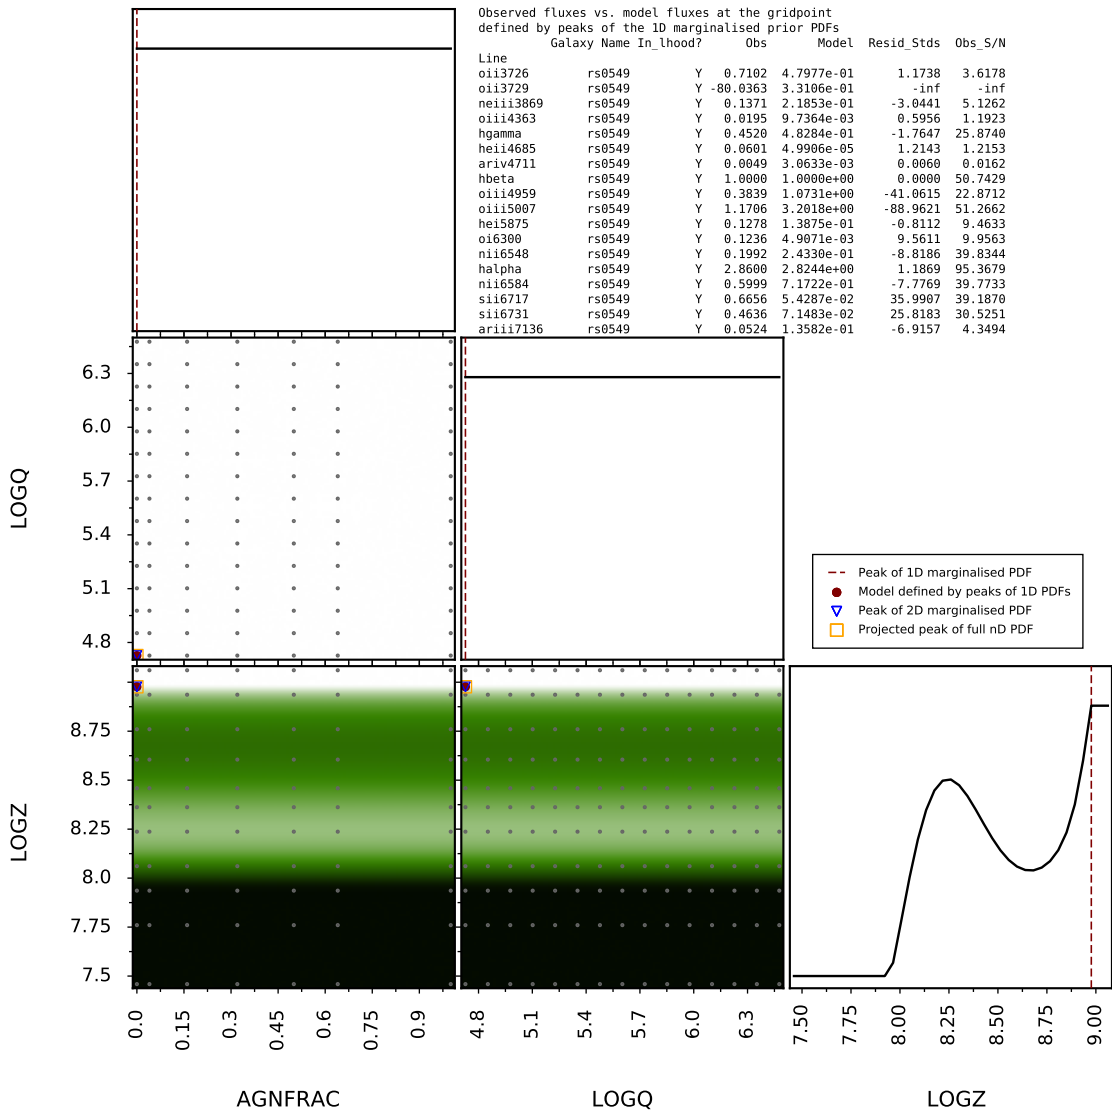 Observed fluxes vs. model fluxes at the gridpoint
defined by peaks of the 1D marginalised prior PDFs
Galaxy Name In_lhood? Obs Model Resid_Stds Obs_S/N
Line
oii3726 rs0549 Y 0.7102 4.7977e-01 1.1738 3.6178
oii3729 rs0549 Y -80.0363 3.3106e-01 -inf -inf
neiii3869 rs0549 Y 0.1371 2.1853e-01 -3.0441 5.1262
oiii4363 rs0549 Y 0.0195 9.7364e-03 0.5956 1.1923
hgamma rs0549 Y 0.4520 4.8284e-01 -1.7647 25.8740
heii4685 rs0549 Y 0.0601 4.9906e-05 1.2143 1.2153
ariv4711 rs0549 Y 0.0049 3.0633e-03 0.0060 0.0162
hbeta rs0549 Y 1.0000 1.0000e+00 0.0000 50.7429
oiii4959 rs0549 Y 0.3839 1.0731e+00 -41.0615 22.8712
oiii5007 rs0549 Y 1.1706 3.2018e+00 -88.9621 51.2662
hei5875 rs0549 Y 0.1278 1.3875e-01 -0.8112 9.4633
oi6300 rs0549 Y 0.1236 4.9071e-03 9.5611 9.9563
nii6548 rs0549 Y 0.1992 2.4330e-01 -8.8186 39.8344
halpha rs0549 Y 2.8600 2.8244e+00 1.1869 95.3679
nii6584 rs0549 Y 0.5999 7.1722e-01 -7.7769 39.7733
sii6717 rs0549 Y 0.6656 5.4287e-02 35.9907 39.1870
sii6731 rs0549 Y 0.4636 7.1483e-02 25.8183 30.5251
ariii7136 rs0549 Y 0.0524 1.3582e-01 -6.9157 4.3494
6.3
6.0
5.7
5.4
5.1
4.8
LOGQ
Peak of 1D marginalised PDF
Model defined by peaks of 1D PDFs
Peak of 2D marginalised PDF
Projected peak of full nD PDF
8.75
8.5
8.25
8.0
7.75
7.5
LOGZ
0.0 0.15 0.3 0.45 0.6 0.75 0.9
4.8 5.1 5.4 5.7 6.0 6.3
7.50 7.75 8.00 8.25 8.50 8.75 9.00
AGNFRAC LOGQ LOGZ